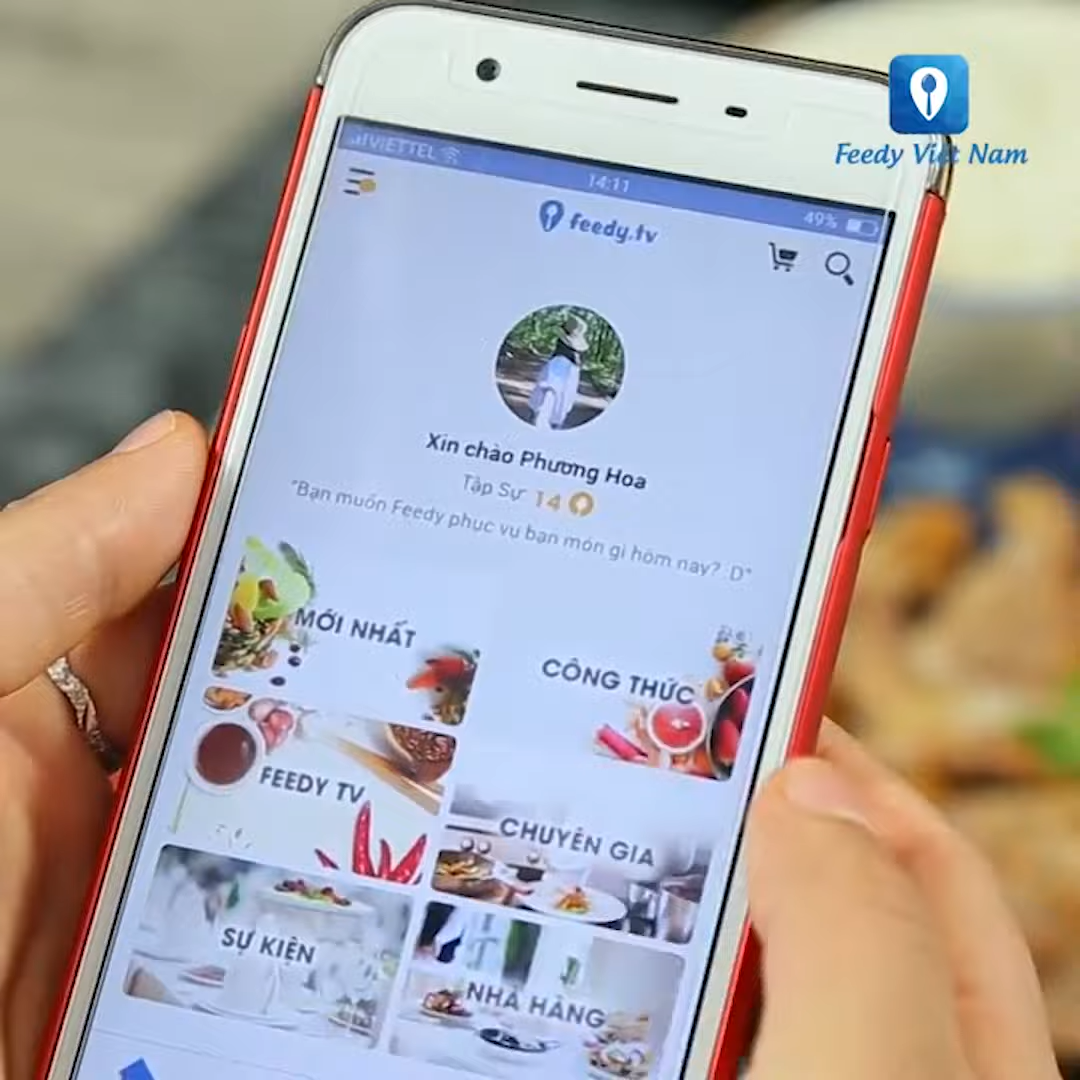 Feedy Việt Nam
VIETTEL
14:11
49%
feedy.tv
Xin chào Phương Hoa
Tập Sự 14
"Bạn muốn Feedy phục vụ bạn món gì hôm nay? :D"
MỚI NHẤT
CÔNG THỨC
FEEDY TV
CHUYÊN GIA
SỰ KIỆN
NHÀ HÀNG